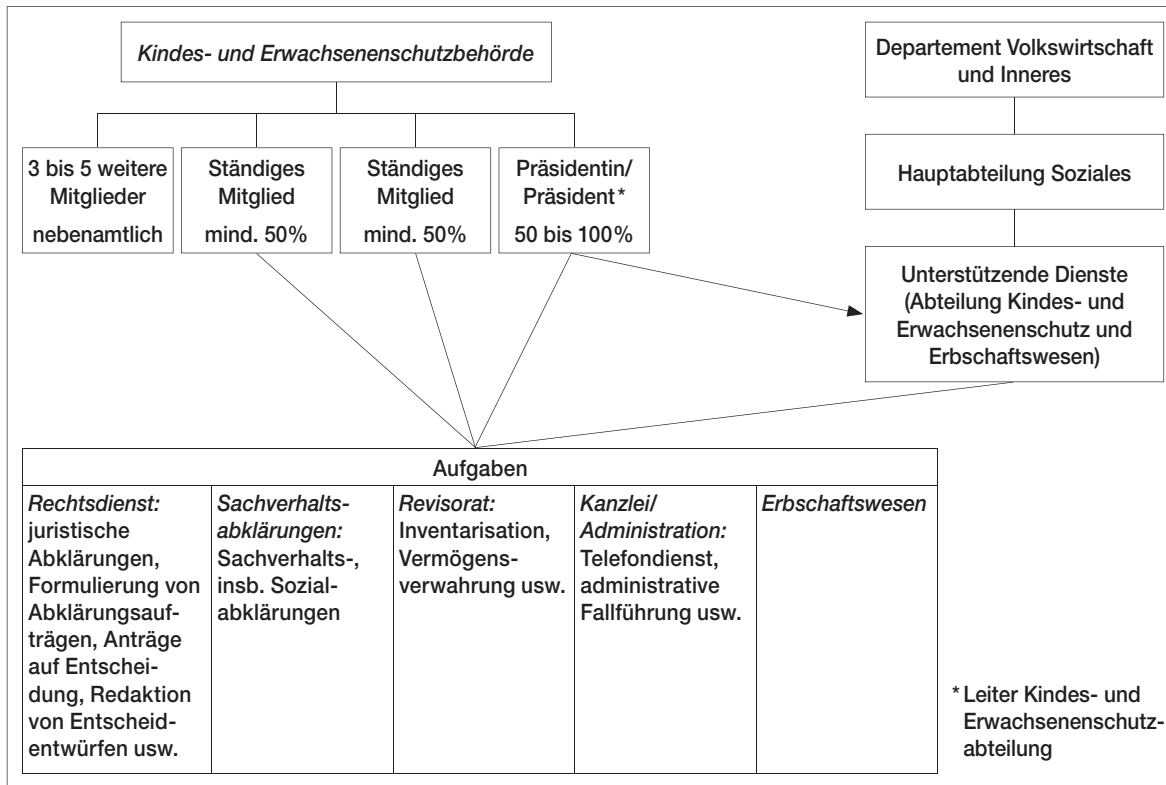 Kindes- und Erwachsenenschutzbehörde
Departement Volkswirtschaft
und Inneres
3 bis 5 weitere
Mitglieder
nebenamtlich
Ständiges
Mitglied
mind. 50%
Ständiges
Mitglied
mind. 50%
Präsidentin/
Präsident*
50 bis 100%
Hauptabteilung Soziales
Unterstützende Dienste
(Abteilung Kindes- und
Erwachsenenschutz und
Erbschaftswesen)
Aufgaben
Rechtsdienst:
juristische
Abklärungen,
Formulierung von
Abklärungsauf-
trägen, Anträge
auf Entschei-
dung, Redaktion
von Entscheid-
entwürfen usw.
Sachverhalts-
abklärungen:
Sachverhalts-,
insb. Sozial-
abklärungen
Revisorat:
Inventarisation,
Vermögens-
verwahrung usw.
Kanzlei/
Administration:
Telefondienst,
administrative
Fallführung usw.
Erbschaftswesen
* Leiter Kindes- und
Erwachsenenschutz-
abteilung